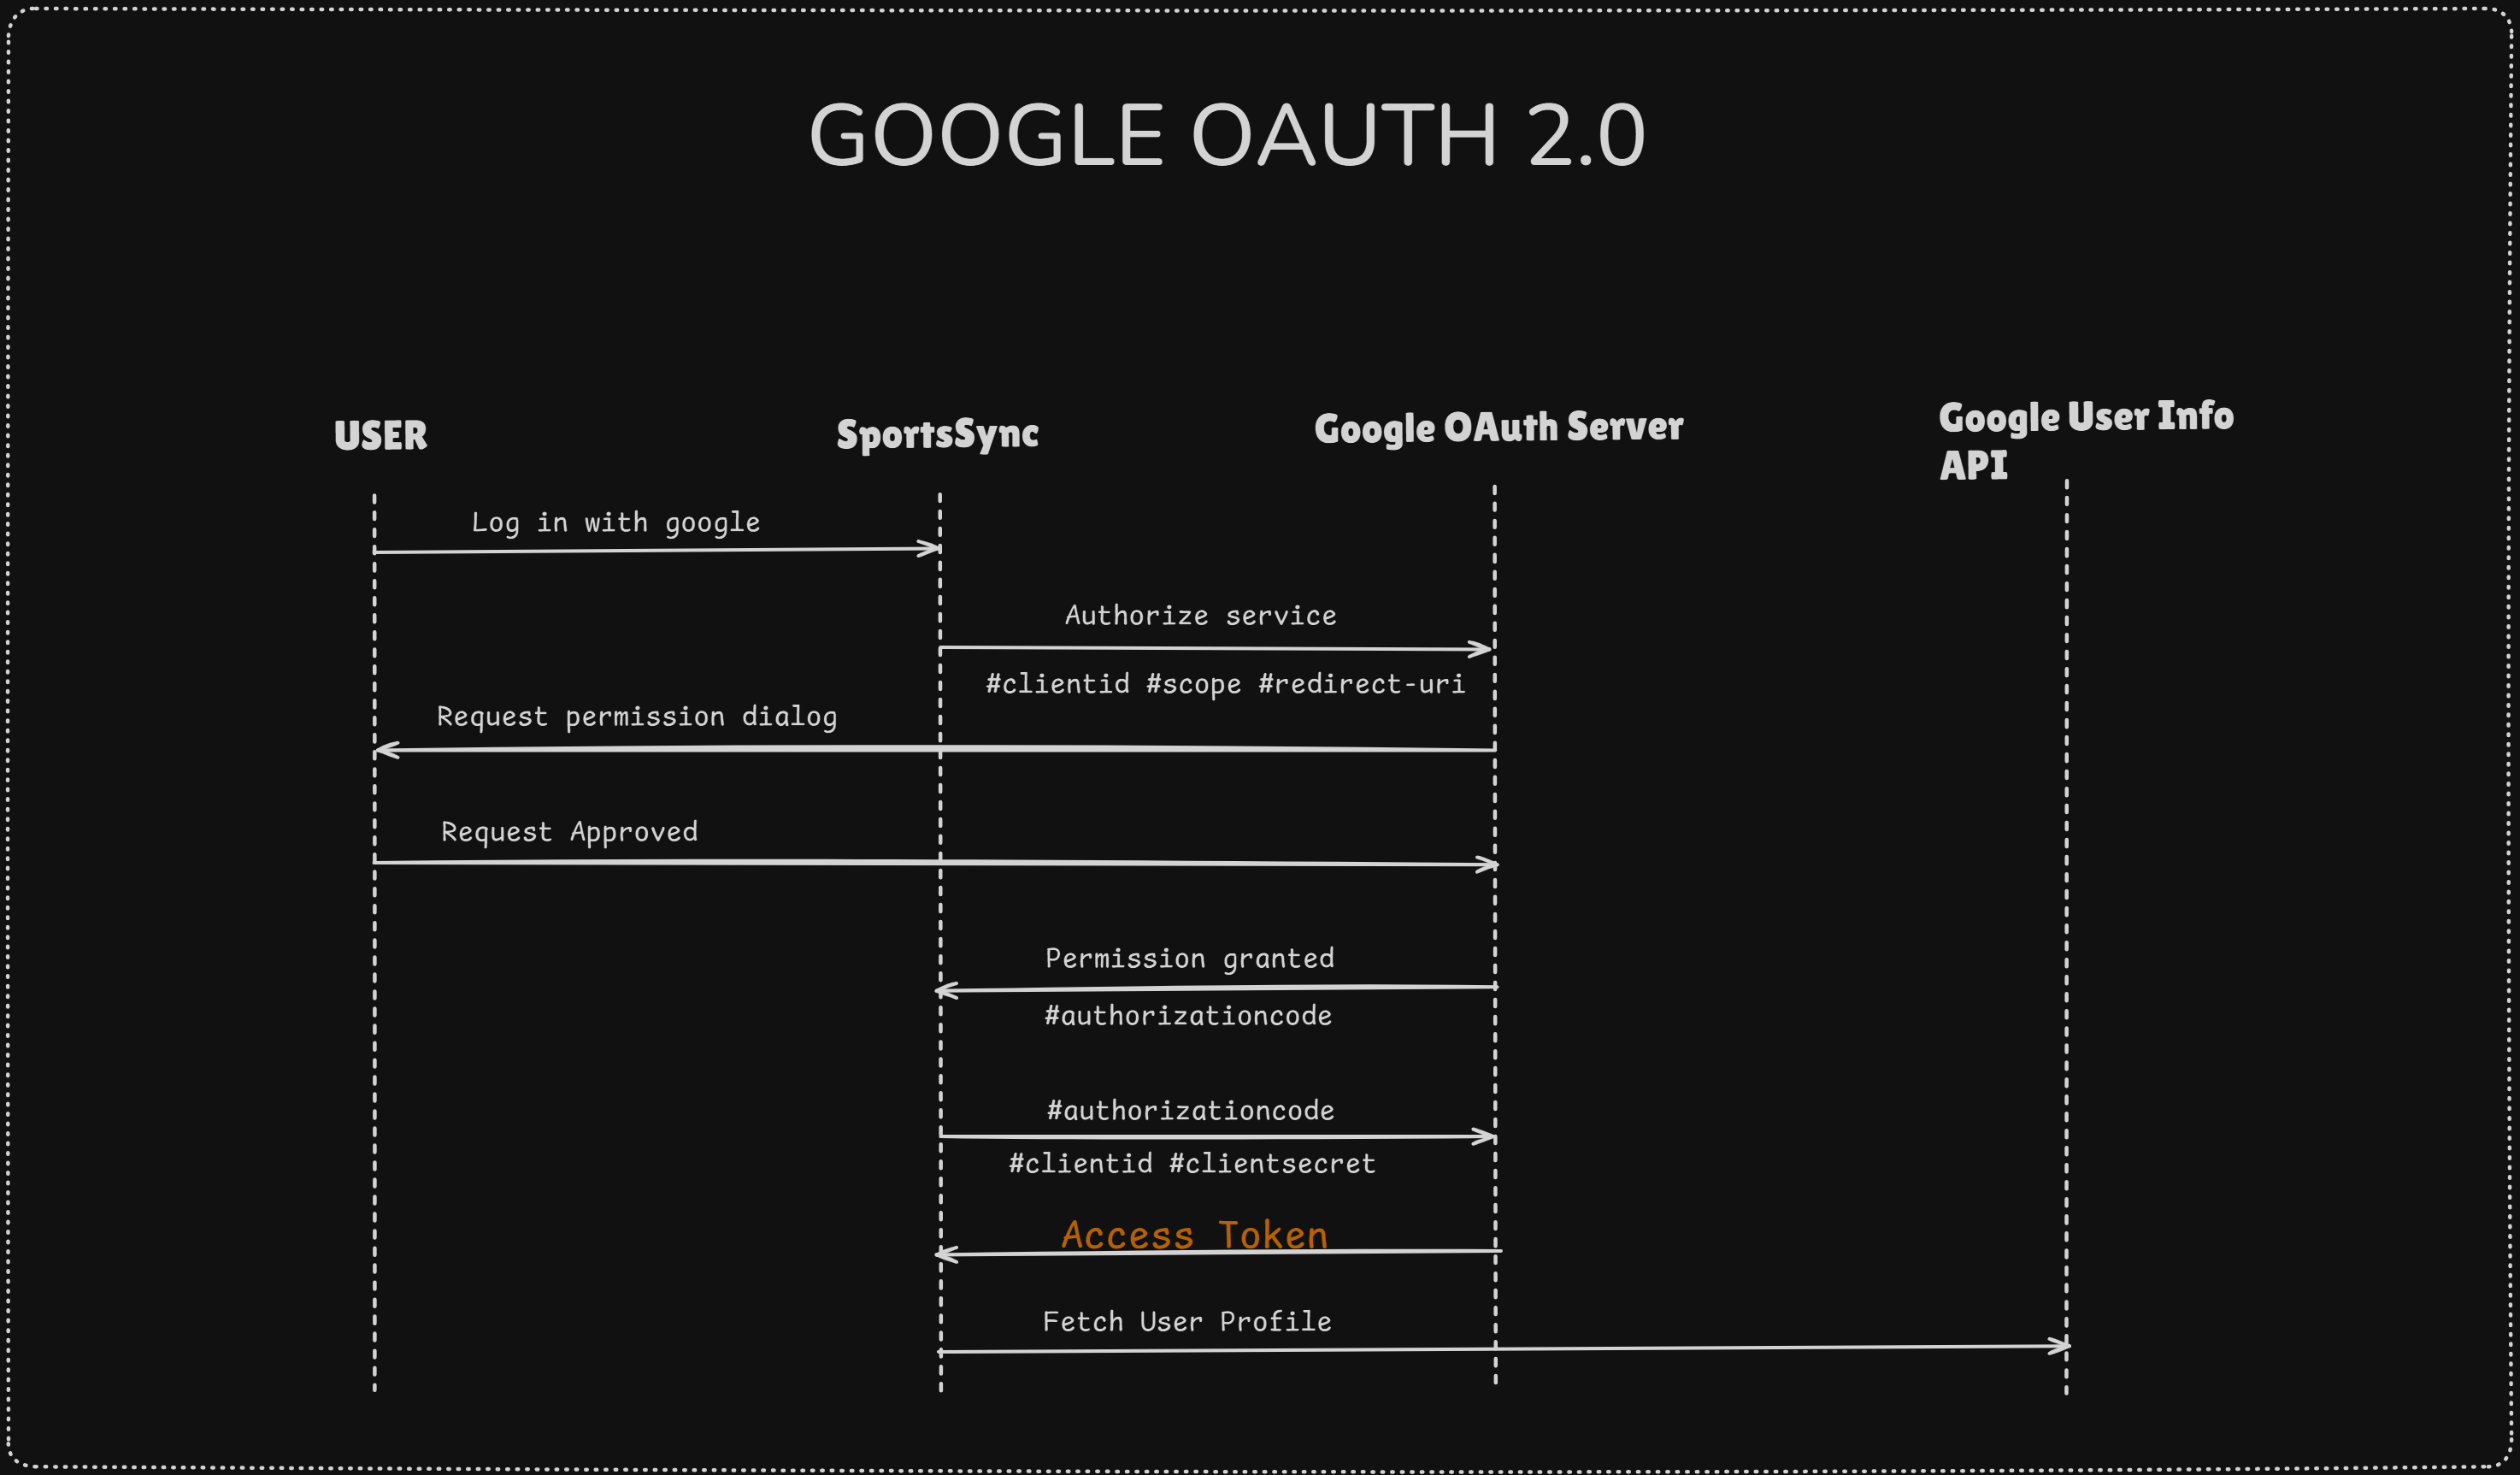 GOOGLE OAUTH 2.0
USER
SportsSync
Google OAuth Server
Google User Info
API
Log in with google
Authorize service
#clientid #scope #redirect-uri
Request permission dialog
Request Approved
Permission granted
#authorizationcode
#authorizationcode
#clientid #clientsecret
Access Token
Fetch User Profile